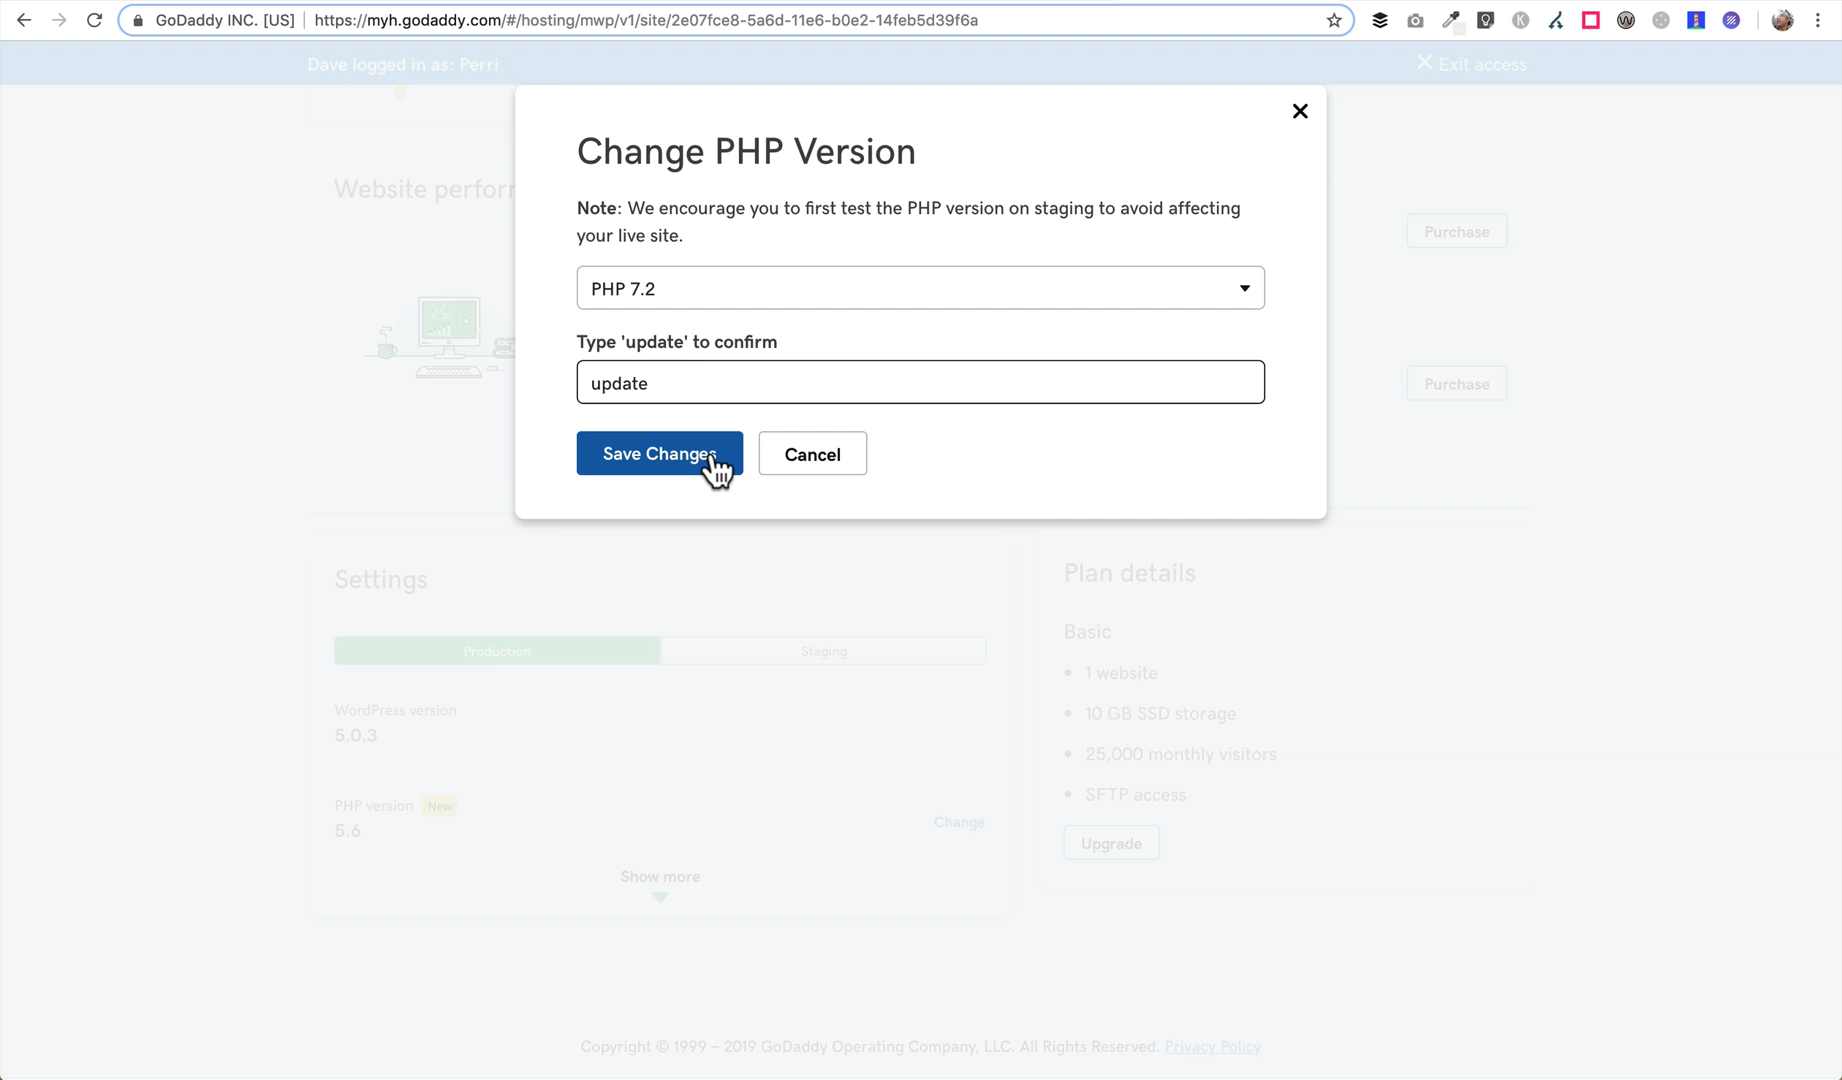 GoDaddy INC. [US] | https://myh.godaddy.com/#/hosting/mwp/v1/site/2e07fce8-5a6d-11e6-b0e2-14feb5d39f6a
Dave logged in as: Perri
Exit access
Change PHP Version
Website perfor
Note: We encourage you to first test the PHP version on staging to avoid affecting
your live site.
Purchase
PHP 7.2
Type 'update' to confirm
update
Purchase
Save Changes
Cancel
Settings
Plan details
Production
Staging
Basic
• 1 website
• 10 GB SSD storage
• 25,000 monthly visitors
• SFTP access
Upgrade
WordPress version
5.0.3
PHP version New
5.6
Change
Show more
Copyright © 1999 – 2019 GoDaddy Operating Company, LLC. All Rights Reserved. Privacy Policy